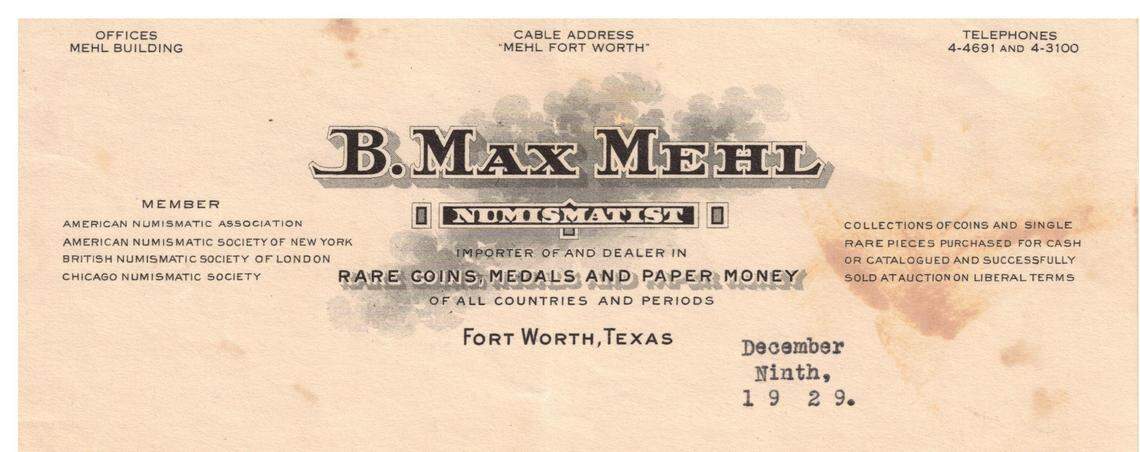 OFFICES
MEHL BUILDING
CABLE ADDRESS
"MEHL FORT WORTH"
TELEPHONES
4-4691 AND 4-3100
B. MAX MEHL
NUMISMATIST
MEMBER
AMERICAN NUMISMATIC ASSOCIATION
AMERICAN NUMISMATIC SOCIETY OF NEW YORK
BRITISH NUMISMATIC SOCIETY OF LONDON
CHICAGO NUMISMATIC SOCIETY
IMPORTER OF AND DEALER IN
RARE COINS, MEDALS AND PAPER MONEY
OF ALL COUNTRIES AND PERIODS
FORT WORTH, TEXAS
COLLECTIONS OF COINS AND SINGLE
RARE PIECES PURCHASED FOR CASH
OR CATALOGUED AND SUCCESSFULLY
SOLD AT AUCTION ON LIBERAL TERMS
December
Ninth,
1 9 2 9.